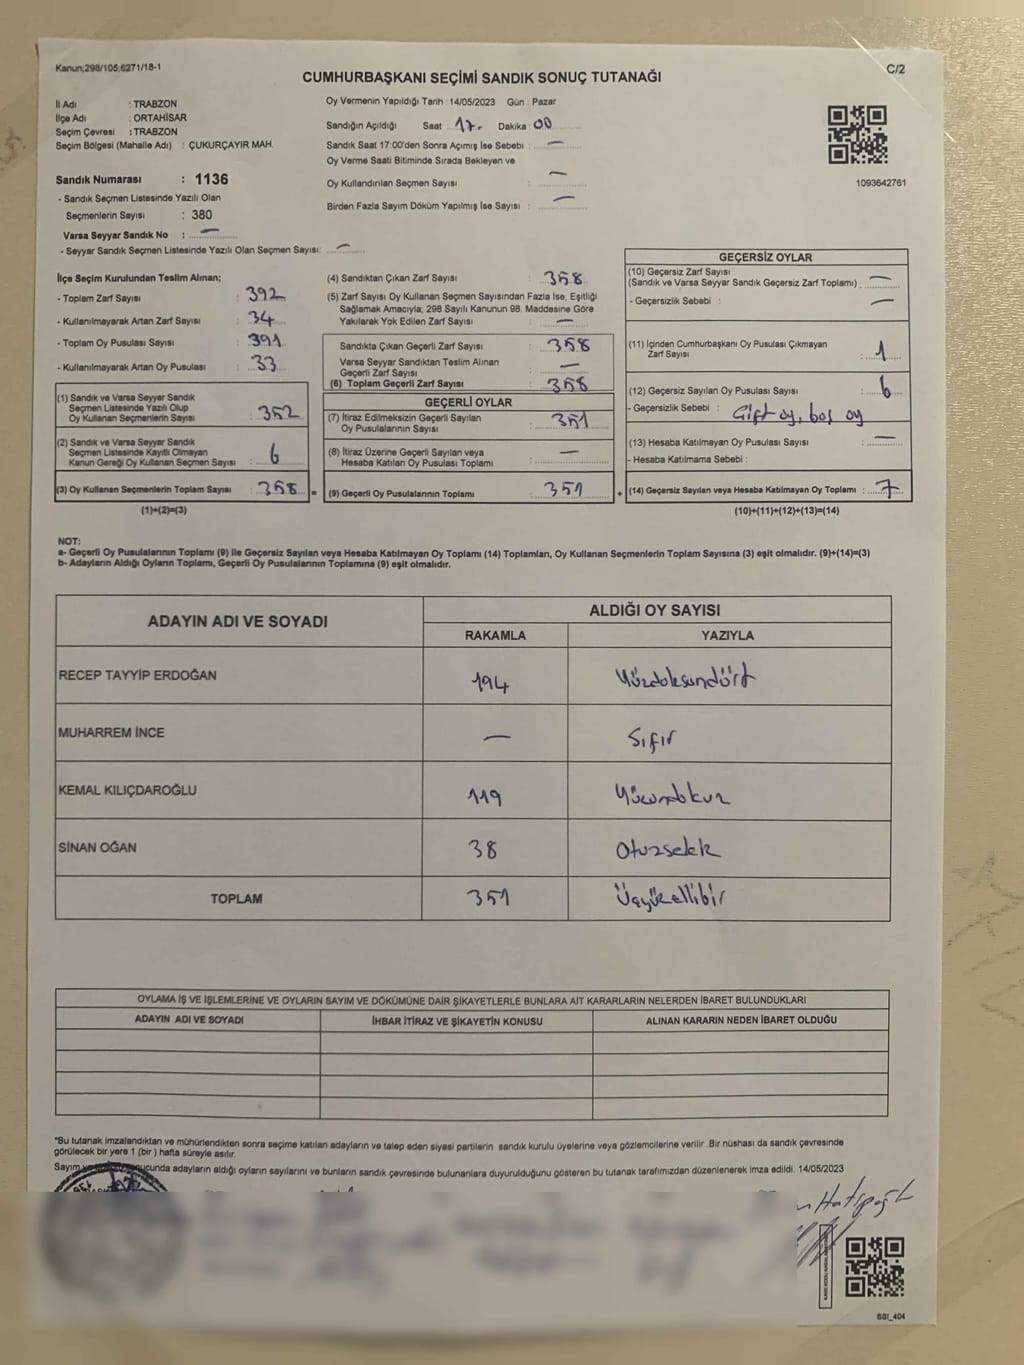 Kanun;298/105;6271/18-1
C/2
CUMHURBAŞKANI SEÇİMİ SANDIK SONUÇ TUTANAĞI
İl Adı : TRABZON
İlçe Adı : ORTAHİSAR
Seçim Çevresi : TRABZON
Seçim Bölgesi (Mahalle Adı) : ÇUKURÇAYIR MAH.
Sandık Numarası : 1136
- Sandık Seçmen Listesinde Yazılı Olan
Seçmenlerin Sayısı : 380
Varsa Seyyar Sandık No : —
- Seyyar Sandık Seçmen Listesinde Yazılı Olan Seçmen Sayısı: —
Oy Vermenin Yapıldığı Tarih : 14/05/2023 Gün : Pazar
Sandığın Açıldığı Saat : 17. Dakika : 00
Sandık Saat 17:00'den Sonra Açımış İse Sebebi : —
Oy Verme Saati Bitiminde Sırada Bekleyen ve
Oy Kullandırılan Seçmen Sayısı : —
Birden Fazla Sayım Döküm Yapılmış İse Sayısı : —
1093642761
İlçe Seçim Kurulundan Teslim Alınan;
- Toplam Zarf Sayısı : 392
- Kullanılmayarak Artan Zarf Sayısı : 34
- Toplam Oy Pusulası Sayısı : 391
- Kullanılmayarak Artan Oy Pusulası : 33
(1) Sandık ve Varsa Seyyar Sandık
Seçmen Listesinde Yazılı Olup
Oy Kullanan Seçmenlerin Sayısı : 352
(2) Sandık ve Varsa Seyyar Sandık
Seçmen Listesinde Kayıtlı Olmayan
Kanun Gereği Oy Kullanan Seçmen Sayısı : 6
(3) Oy Kullanan Seçmenlerin Toplam Sayısı : 358 =
(1)+(2)=(3)
(4) Sandıktan Çıkan Zarf Sayısı : 358
(5) Zarf Sayısı Oy Kullanan Seçmen Sayısından Fazla İse, Eşitliği
Sağlamak Amacıyla; 298 Sayılı Kanunun 98. Maddesine Göre
Yakılarak Yok Edilen Zarf Sayısı : —
Sandıkta Çıkan Geçerli Zarf Sayısı : 358
Varsa Seyyar Sandıktan Teslim Alınan
Geçerli Zarf Sayısı : —
(6) Toplam Geçerli Zarf Sayısı : 358
GEÇERLİ OYLAR
(7) İtiraz Edilmeksizin Geçerli Sayılan
Oy Pusulalarının Sayısı : 351
(8) İtiraz Üzerine Geçerli Sayılan veya
Hesaba Katılan Oy Pusulası Toplamı : —
(9) Geçerli Oy Pusulalarının Toplamı : 351 +
GEÇERSİZ OYLAR
(10) Geçersiz Zarf Sayısı
(Sandık ve Varsa Seyyar Sandık Geçersiz Zarf Toplamı) : —
- Geçersizlik Sebebi : —
(11) İçinden Cumhurbaşkanı Oy Pusulası Çıkmayan
Zarf Sayısı : 1
(12) Geçersiz Sayılan Oy Pusulası Sayısı : 6
- Geçersizlik Sebebi : Çift oy, boş oy
(13) Hesaba Katılmayan Oy Pusulası Sayısı : —
- Hesaba Katılmama Sebebi :
(14) Geçersiz Sayılan veya Hesaba Katılmayan Oy Toplamı : 7
(10)+(11)+(12)+(13)=(14)
NOT:
a- Geçerli Oy Pusulalarının Toplamı (9) ile Geçersiz Sayılan veya Hesaba Katılmayan Oy Toplamı (14) Toplamları, Oy Kullanan Seçmenlerin Toplam Sayısına (3) eşit olmalıdır. (9)+(14)=(3)
b- Adayların Aldığı Oyların Toplamı, Geçerli Oy Pusulalarının Toplamına (9) eşit olmalıdır.
ADAYIN ADI VE SOYADI ALDIĞI OY SAYISI
RAKAMLA YAZIYLA
RECEP TAYYİP ERDOĞAN 194 Yüzdoksandört
MUHARREM İNCE — Sıfır
KEMAL KILIÇDAROĞLU 119 Yüzondokuz
SİNAN OĞAN 38 Otuzsekiz
TOPLAM 351 Üçyüzellibir
OYLAMA İŞ VE İŞLEMLERİNE VE OYLARIN SAYIM VE DÖKÜMÜNE DAİR ŞİKAYETLERLE BUNLARA AİT KARARLARIN NELERDEN İBARET BULUNDUKLARI
ADAYIN ADI VE SOYADI İHBAR İTİRAZ VE ŞİKAYETİN KONUSU ALINAN KARARIN NEDEN İBARET OLDUĞU
*Bu tutanak imzalandıktan ve mühürlendikten sonra seçime katılan adayların ve talep eden siyasi partilerin sandık kurulu üyelerine veya gözlemcilerine verilir .Bir nüshası da sandık çevresinde
görülecek bir yere 1 (bir ) hafta süreyle asılır.
ucunda adayların aldığı oyların sayılarını ve bunların sandık çevresinde bulunanlara duyurulduğunu gösteren bu tutanak tarafımızdan düzenlenerek imza edildi. 14/05/2023
SSI_404